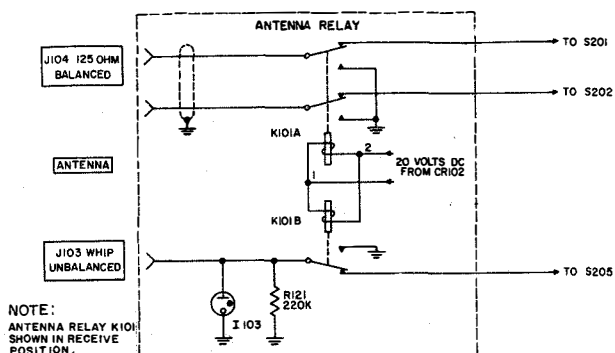 ANTENNA RELAY
J104 125 OHM
BALANCED
TO S201
TO S202
K101A
2
20 VOLTS DC
FROM CR102
ANTENNA
1
K101B
J103 WHIP
UNBALANCED
TO S205
R121
220K
I 103
NOTE:
ANTENNA RELAY K101
SHOWN IN RECEIVE
POSITION.